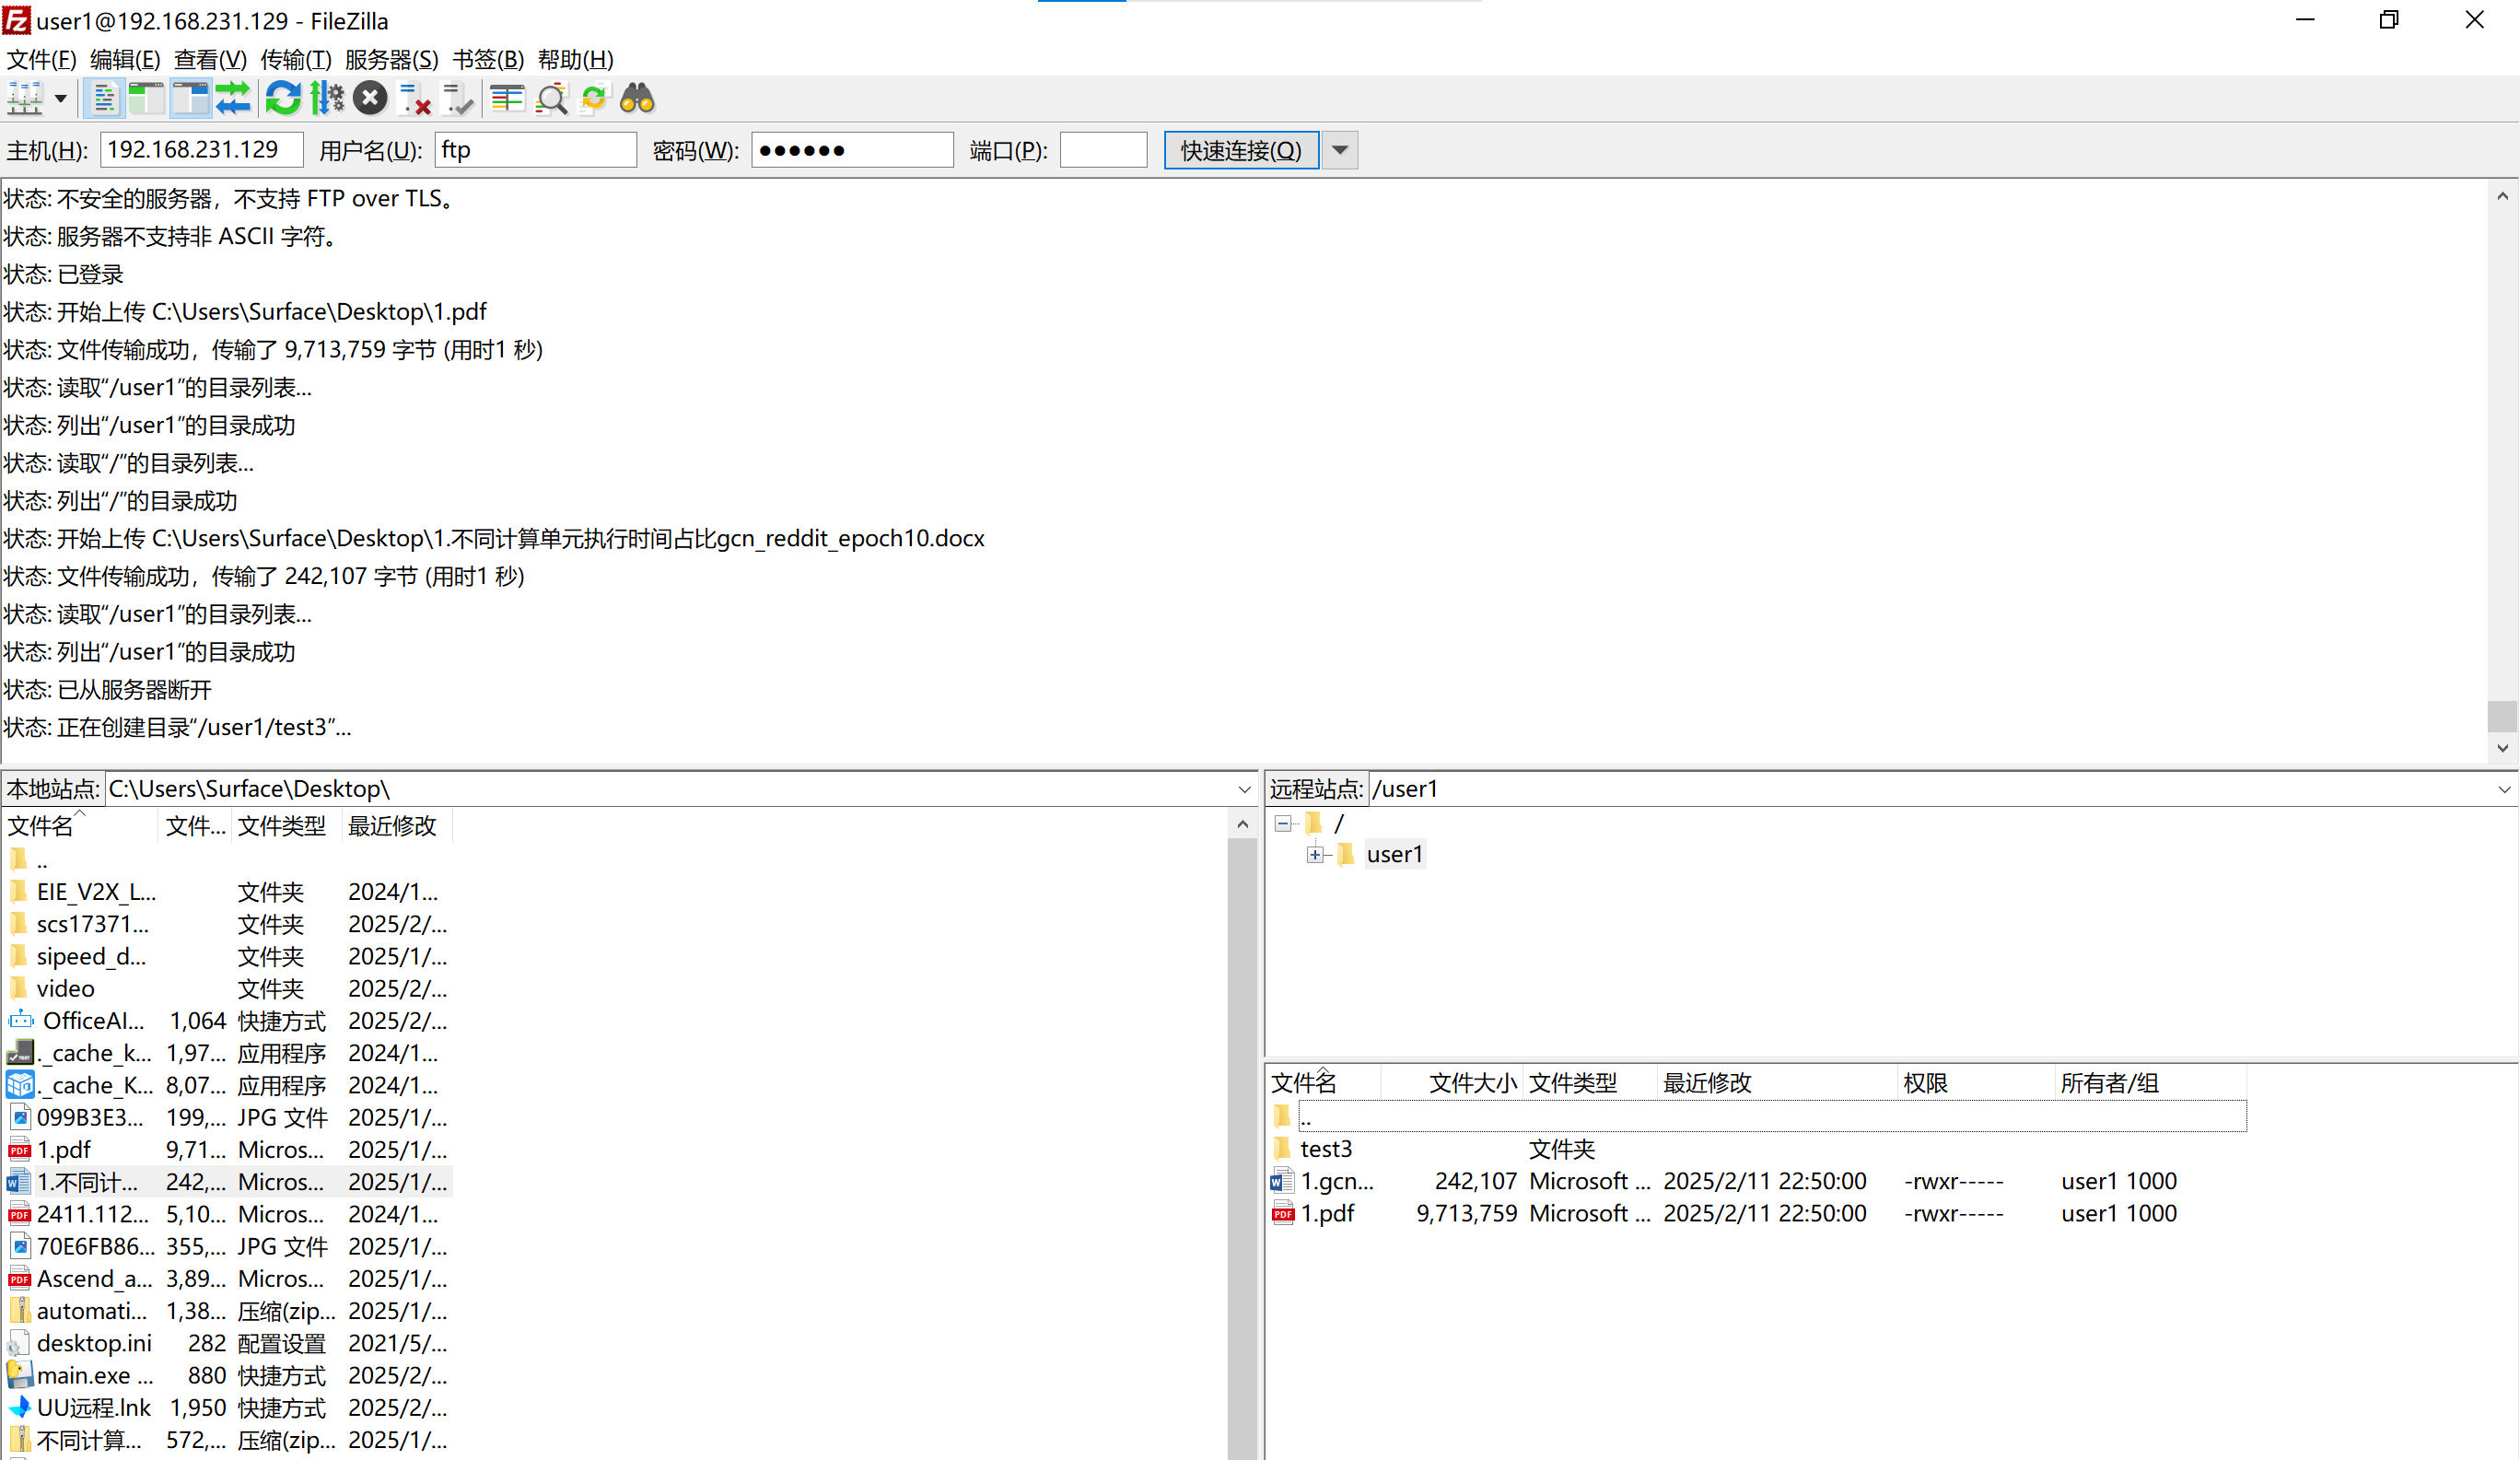 user1@192.168.231.129 - FileZilla
文件(F) 编辑(E) 查看(V) 传输(T) 服务器(S) 书签(B) 帮助(H)
主机(H): 192.168.231.129 用户名(U): ftp 密码(W): ●●●●●● 端口(P): 快速连接(Q)
状态: 不安全的服务器，不支持 FTP over TLS。
状态: 服务器不支持非 ASCII 字符。
状态: 已登录
状态: 开始上传 C:\Users\Surface\Desktop\1.pdf
状态: 文件传输成功，传输了 9,713,759 字节 (用时1 秒)
状态: 读取“/user1”的目录列表...
状态: 列出“/user1”的目录成功
状态: 读取“/”的目录列表...
状态: 列出“/”的目录成功
状态: 开始上传 C:\Users\Surface\Desktop\1.不同计算单元执行时间占比gcn_reddit_epoch10.docx
状态: 文件传输成功，传输了 242,107 字节 (用时1 秒)
状态: 读取“/user1”的目录列表...
状态: 列出“/user1”的目录成功
状态: 已从服务器断开
状态: 正在创建目录“/user1/test3”...
本地站点: C:\Users\Surface\Desktop\
文件名 文件... 文件类型 最近修改
..
EIE_V2X_L... 文件夹 2024/1...
scs17371... 文件夹 2025/2/...
sipeed_d... 文件夹 2025/1/...
video 文件夹 2025/2/...
OfficeAI... 1,064 快捷方式 2025/2/...
._cache_k... 1,97... 应用程序 2024/1...
._cache_K... 8,07... 应用程序 2024/1...
099B3E3... 199,... JPG 文件 2025/1/...
1.pdf 9,71... Micros... 2025/1/...
1.不同计... 242,... Micros... 2025/1/...
2411.112... 5,10... Micros... 2024/1...
70E6FB86... 355,... JPG 文件 2025/1/...
Ascend_a... 3,89... Micros... 2025/1/...
automati... 1,38... 压缩(zip... 2025/1/...
desktop.ini 282 配置设置 2021/5/...
main.exe ... 880 快捷方式 2025/2/...
UU远程.lnk 1,950 快捷方式 2025/2/...
不同计算... 572,... 压缩(zip... 2025/1/...
远程站点: /user1
/
user1
文件名 文件大小 文件类型 最近修改 权限 所有者/组
..
test3 文件夹
1.gcn... 242,107 Microsoft ... 2025/2/11 22:50:00 -rwxr----- user1 1000
1.pdf 9,713,759 Microsoft ... 2025/2/11 22:50:00 -rwxr----- user1 1000